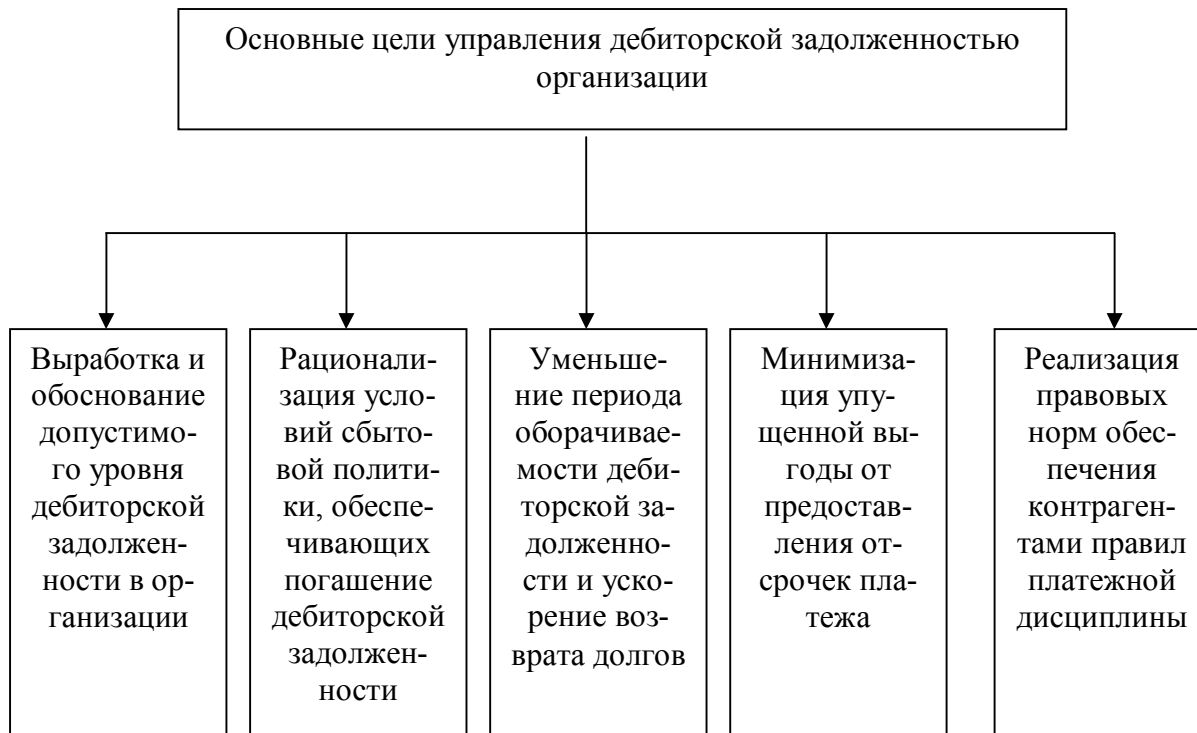 Основные цели управления дебиторской задолженностью
организации
Выработка и
обоснование
допустимо-
го уровня
дебиторской
задолжен-
ности в ор-
ганизации
Рационали-
зация усло-
вий сбыто-
вой полити-
ки, обеспе-
чивающих
погашение
дебиторской
задолжен-
ности
Уменьше-
ние периода
оборачивае-
мости деби-
торской за-
долженно-
сти и уско-
рение воз-
врата долгов
Минимиза-
ция упу-
щенной вы-
годы от
предостав-
ления от-
срочек пла-
тежа
Реализация
правовых
норм обес-
печения
контраген-
тами правил
платежной
дисциплины